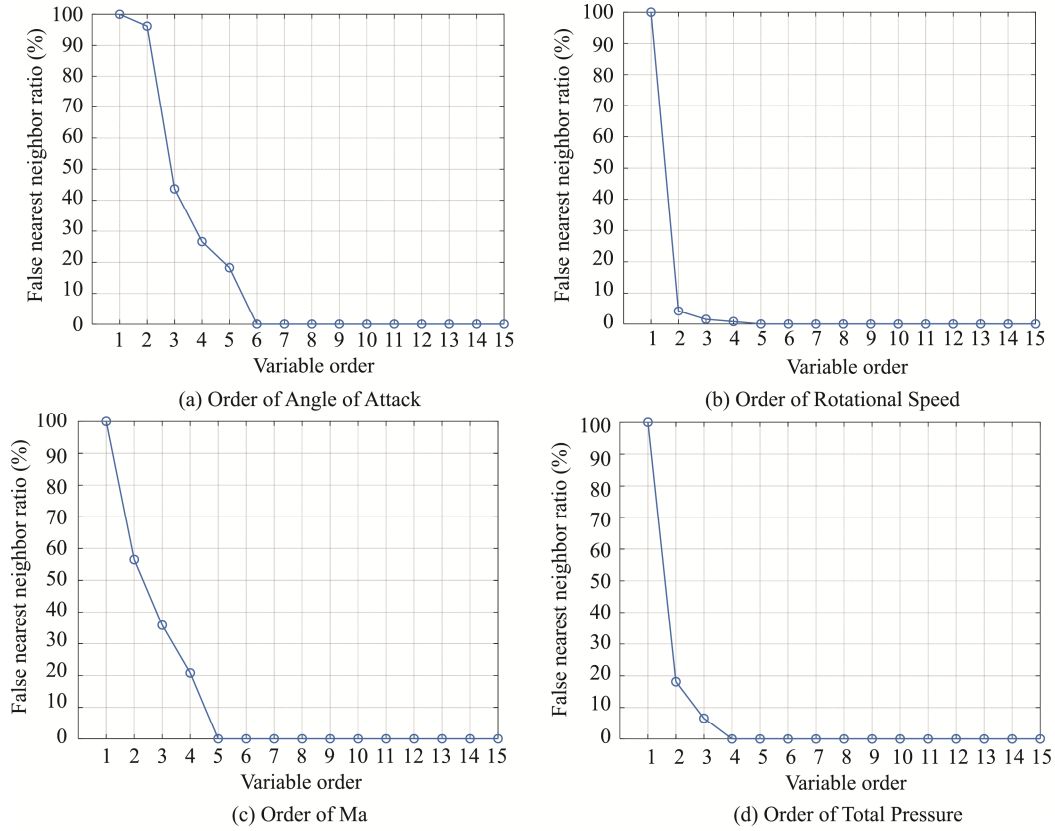 100
90
80
70
60
50
40
30
20
10
0
False nearest neighbor ratio (%)
1 2 3 4 5 6 7 8 9 10 11 12 13 14 15
Variable order
(a) Order of Angle of Attack
100
90
80
70
60
50
40
30
20
10
0
False nearest neighbor ratio (%)
1 2 3 4 5 6 7 8 9 10 11 12 13 14 15
Variable order
(b) Order of Rotational Speed
100
90
80
70
60
50
40
30
20
10
0
False nearest neighbor ratio (%)
1 2 3 4 5 6 7 8 9 10 11 12 13 14 15
Variable order
(c) Order of Ma
100
90
80
70
60
50
40
30
20
10
0
False nearest neighbor ratio (%)
1 2 3 4 5 6 7 8 9 10 11 12 13 14 15
Variable order
(d) Order of Total Pressure